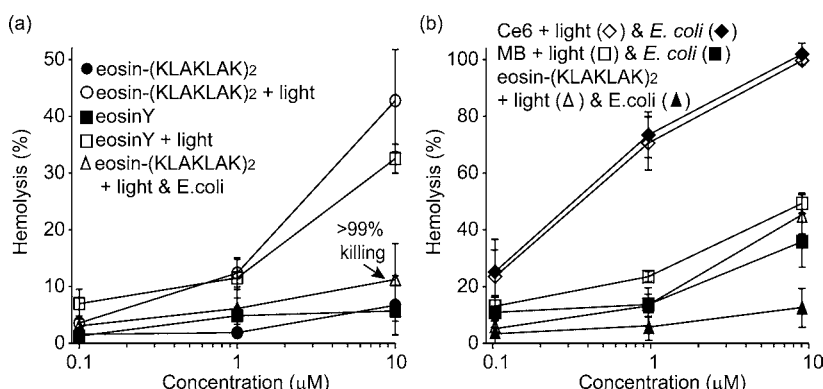 (a)
Hemolysis (%)
50
40
30
20
10
0
0.1
1
10
Concentration (μM)
eosin-(KLAKLAK)2
eosin-(KLAKLAK)2 + light
eosinY
eosinY + light
eosin-(KLAKLAK)2
+ light & E.coli
>99%
killing
(b)
Hemolysis (%)
100
80
60
40
20
0
0.1
1
10
Concentration (μM)
Ce6 + light (◇) & E. coli (◆)
MB + light (□) & E. coli (■)
eosin-(KLAKLAK)2
+ light (△) & E.coli (▲)